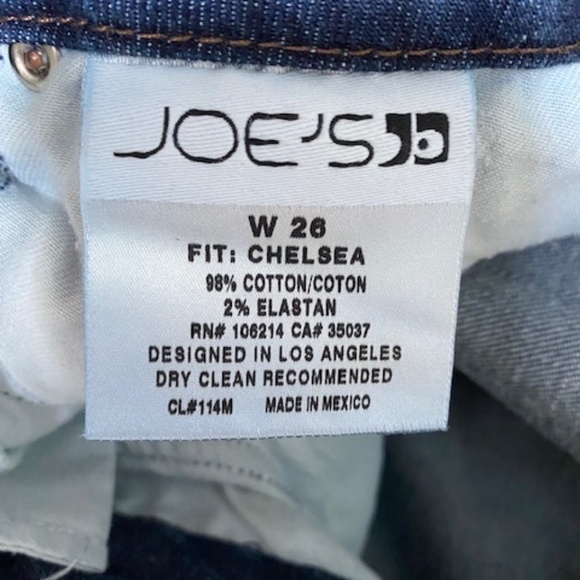 JOE'S
W 26
FIT: CHELSEA
98% COTTON/COTON
2% ELASTAN
RN# 106214 CA# 35037
DESIGNED IN LOS ANGELES
DRY CLEAN RECOMMENDED
CL#114M MADE IN MEXICO